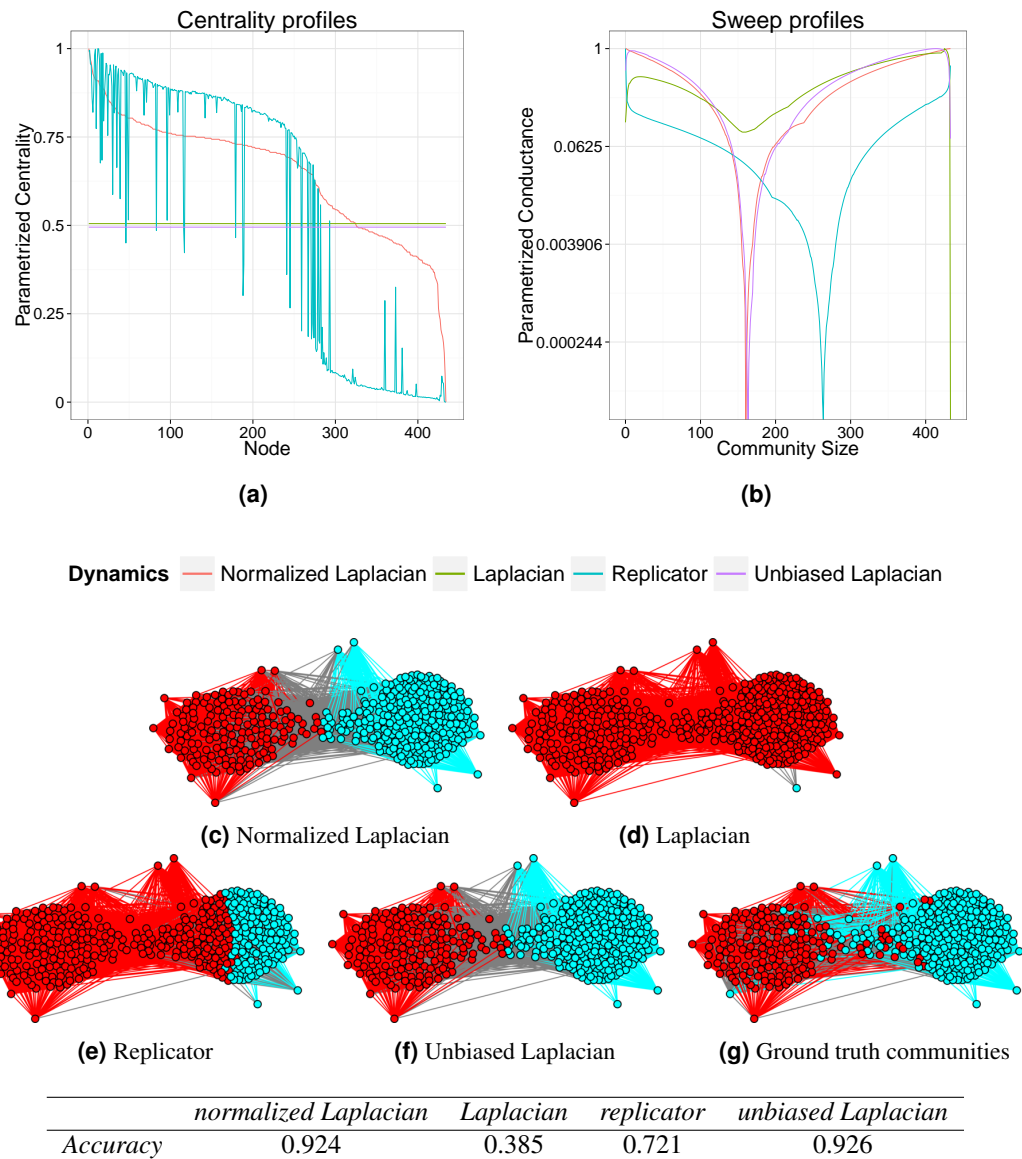 Centrality profiles
Sweep profiles
Parametrized Centrality
1
0.75
0.5
0.25
0
0 100 200 300 400
Node
Parametrized Conductance
1
0.0625
0.003906
0.000244
0 100 200 300 400
Community Size
(a)
(b)
Dynamics Normalized Laplacian Laplacian Replicator Unbiased Laplacian
(c) Normalized Laplacian
(d) Laplacian
(e) Replicator
(f) Unbiased Laplacian
(g) Ground truth communities
normalized Laplacian Laplacian replicator unbiased Laplacian
Accuracy 0.924 0.385 0.721 0.926